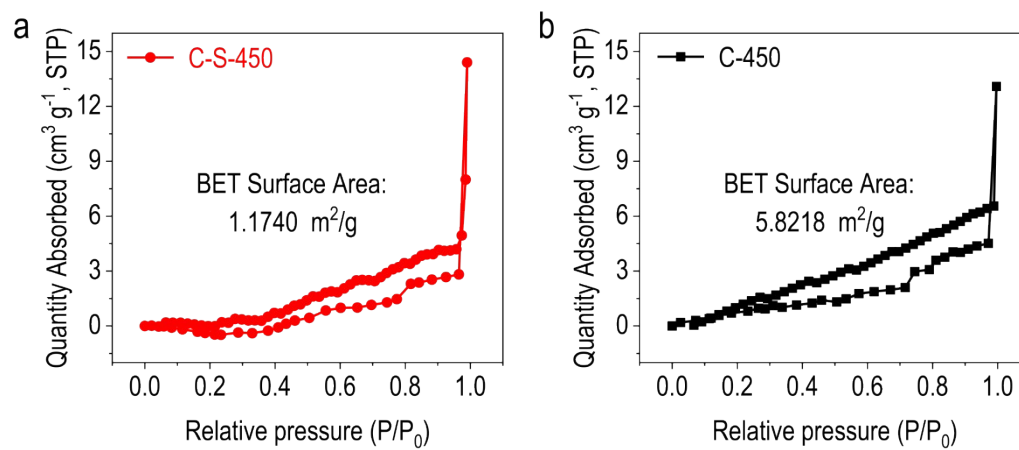 a
C-S-450
BET Surface Area:
1.1740 m²/g
Quantity Absorbed (cm³ g⁻¹, STP)
15
12
9
6
3
0
0.0 0.2 0.4 0.6 0.8 1.0
Relative pressure (P/P₀)
b
C-450
BET Surface Area:
5.8218 m²/g
Quantity Adsorbed (cm³ g⁻¹, STP)
15
12
9
6
3
0
0.0 0.2 0.4 0.6 0.8 1.0
Relative pressure (P/P₀)